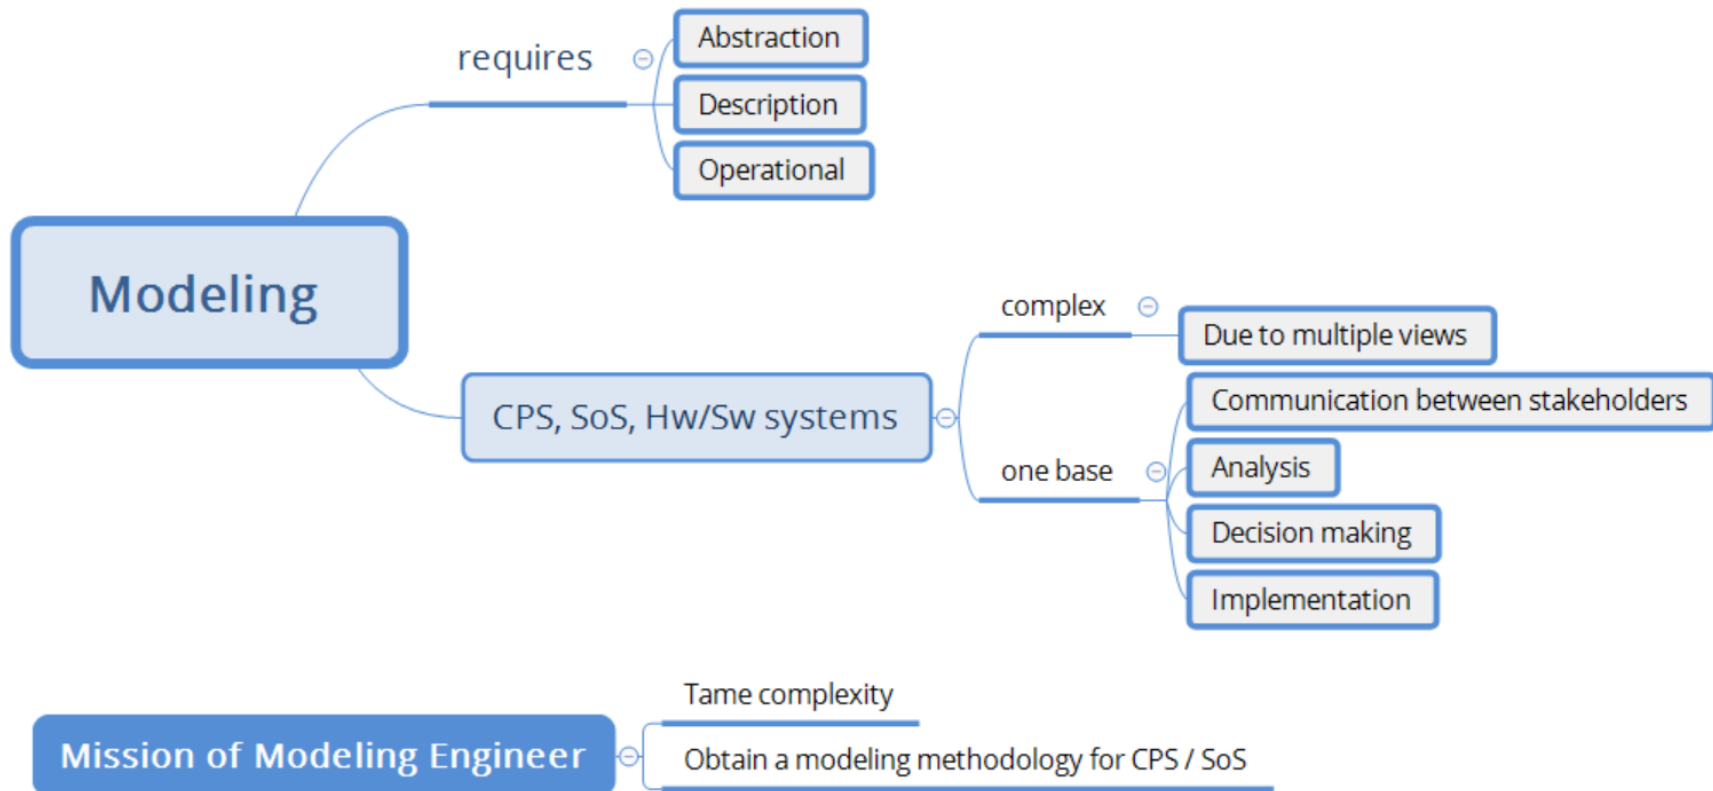 requires
Abstraction
Description
Operational
Modeling
CPS, SoS, Hw/Sw systems
complex
Due to multiple views
one base
Communication between stakeholders
Analysis
Decision making
Implementation
Mission of Modeling Engineer
Tame complexity
Obtain a modeling methodology for CPS / SoS